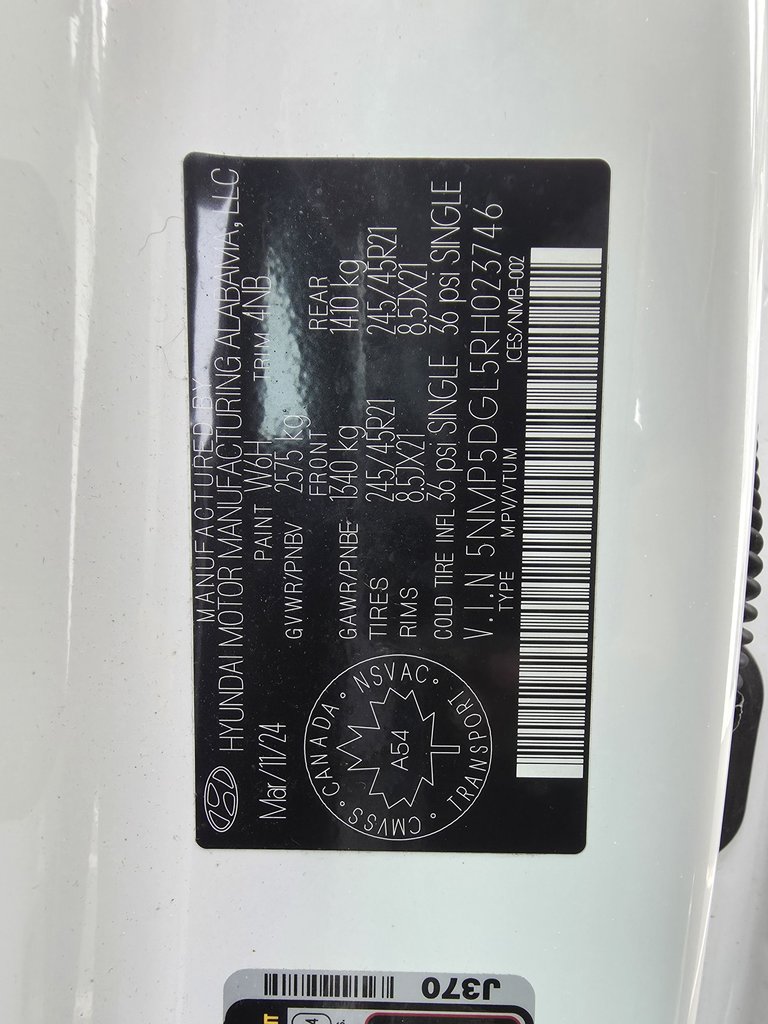 MANUFACTURED BY
HYUNDAI MOTOR MANUFACTURING ALABAMA, LLC
Mar/11/24 PAINT W6H TRIM 4NB
GVWR/PNBV 2575 kg
FRONT REAR
GAWR/PNBE 1340 kg 1410 kg
TIRES 245/45R21 245/45R21
RIMS 8.5JX21 8.5JX21
COLD TIRE INFL 36 psi SINGLE 36 psi SINGLE
V.I.N 5NMP5DGL5RH023746
TYPE MPV/VTUM ICES/NMB-002
CANADA · NSVAC · TRANSPORT · CMVSS ·
A54
J370